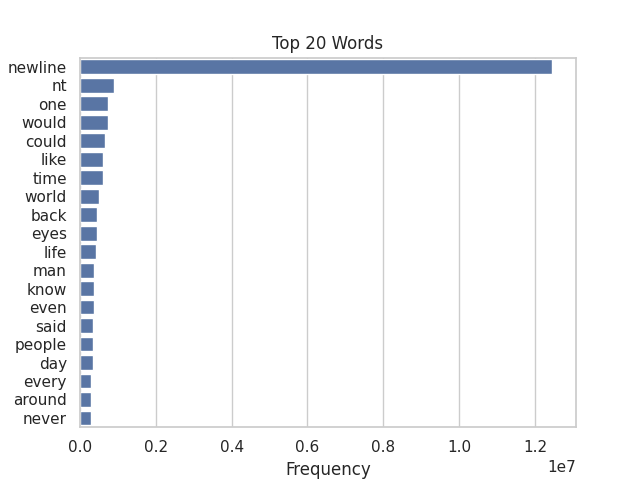 Top 20 Words
newline
nt
one
would
could
like
time
world
back
eyes
life
man
know
even
said
people
day
every
around
never
0.0 0.2 0.4 0.6 0.8 1.0 1.2
1e7
Frequency